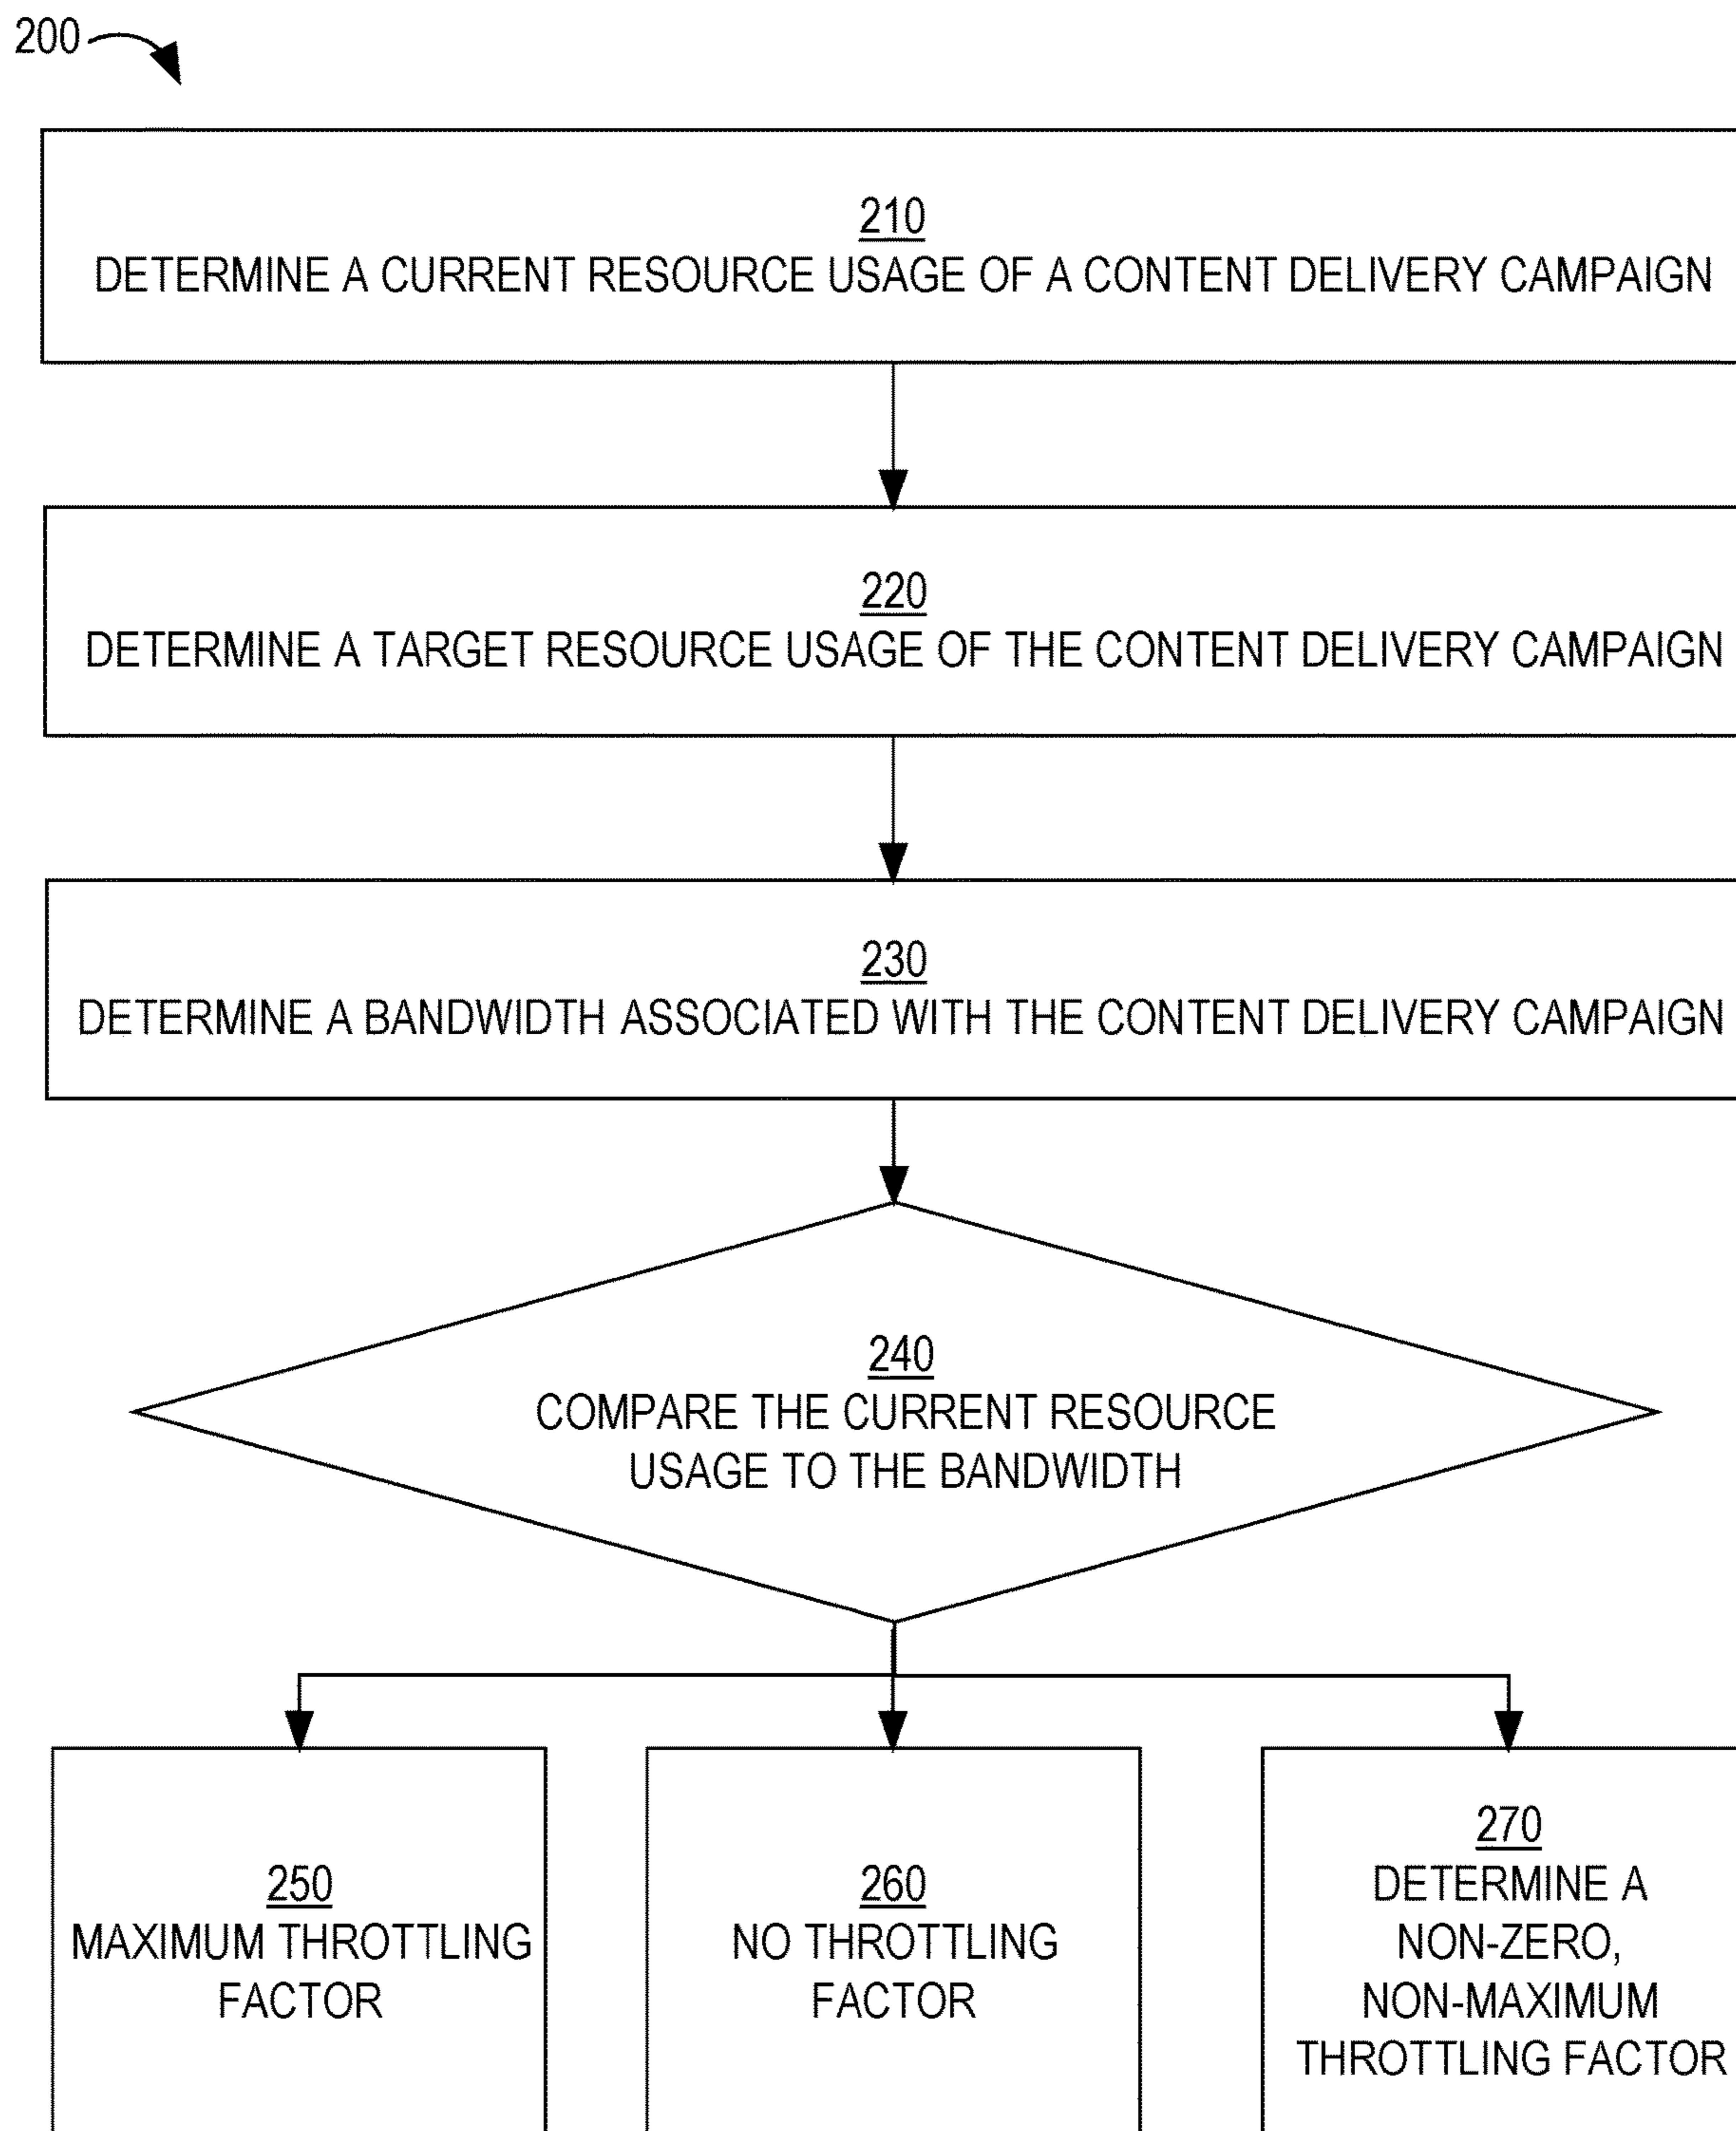 200
210
DETERMINE A CURRENT RESOURCE USAGE OF A CONTENT DELIVERY CAMPAIGN
220
DETERMINE A TARGET RESOURCE USAGE OF THE CONTENT DELIVERY CAMPAIGN
230
DETERMINE A BANDWIDTH ASSOCIATED WITH THE CONTENT DELIVERY CAMPAIGN
240
COMPARE THE CURRENT RESOURCE
USAGE TO THE BANDWIDTH
250
MAXIMUM THROTTLING
FACTOR
260
NO THROTTLING
FACTOR
270
DETERMINE A
NON-ZERO,
NON-MAXIMUM
THROTTLING FACTOR